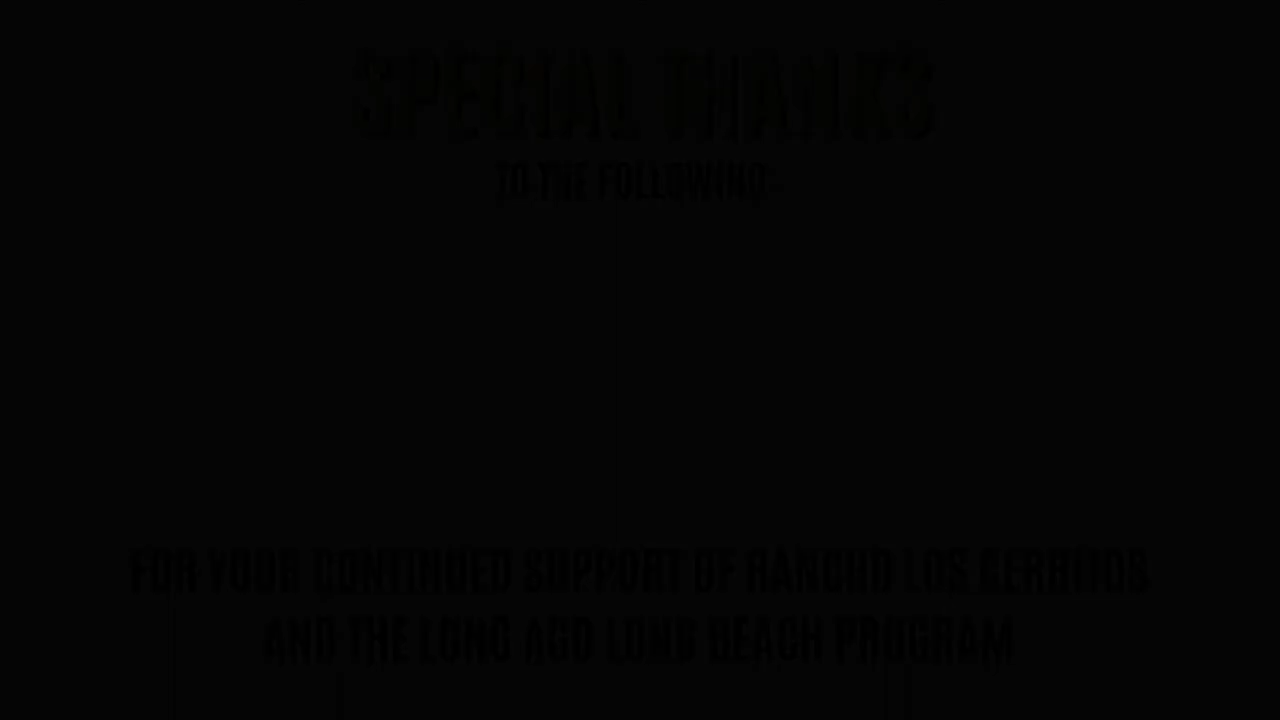 SPECIAL THANKS
TO THE FOLLOWING:
FOR YOUR CONTINUED SUPPORT OF RANCHO LOS CERRITOS
AND THE LONG AGO LONG BEACH PROGRAM